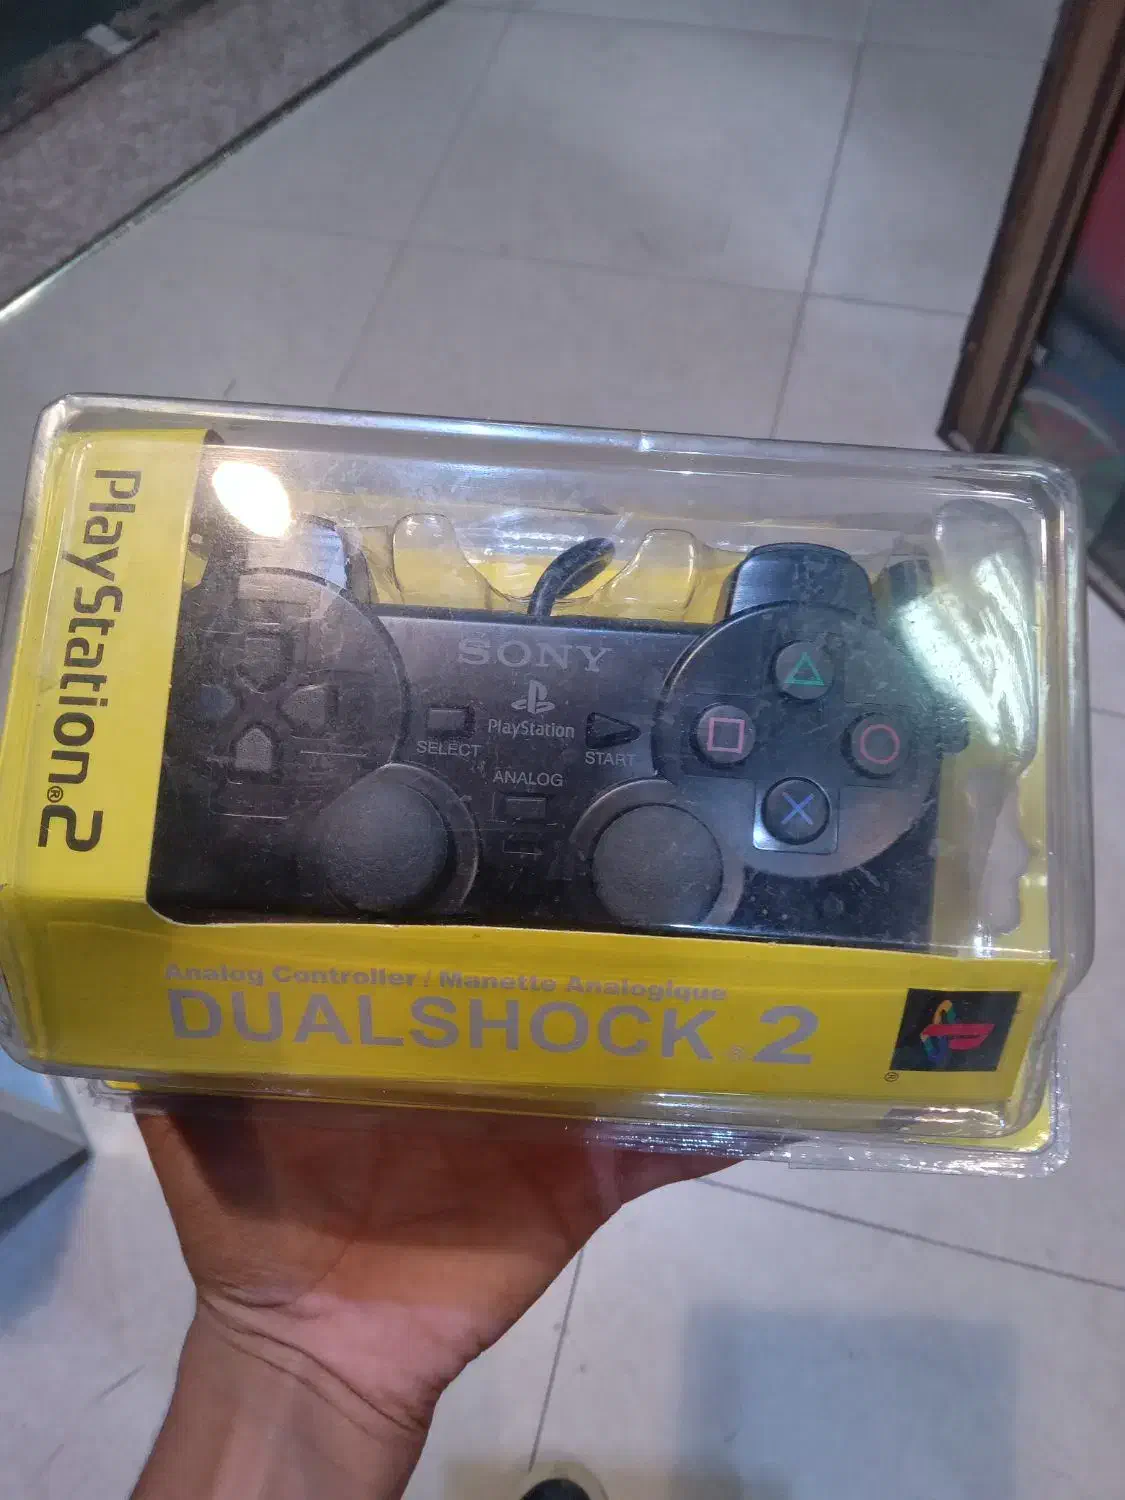 PlayStation®2
SONY
PlayStation
SELECT
START
ANALOG
Analog Controller / Manette Analogique
DUALSHOCK®2
®